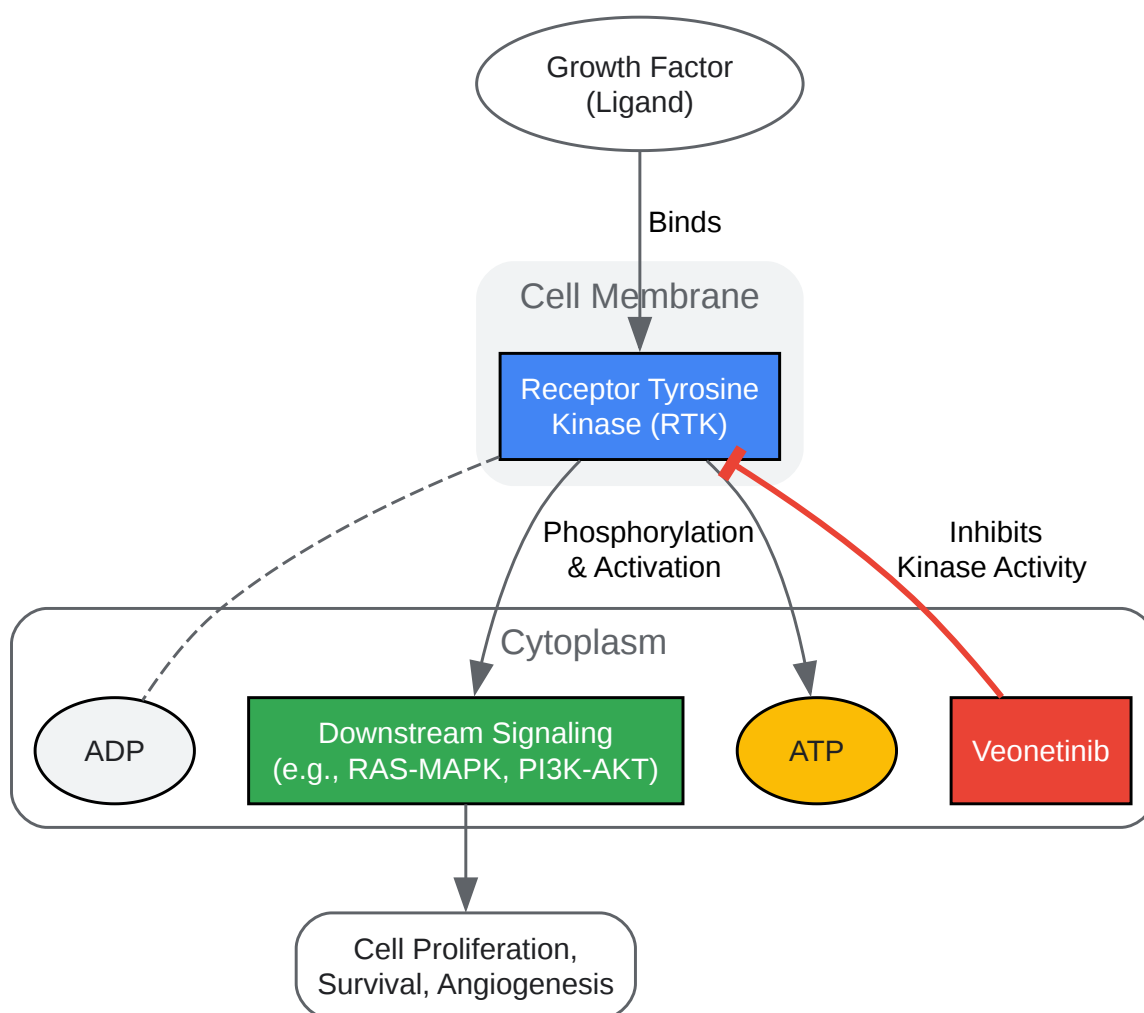 Growth Factor
(Ligand)
Binds
Cell Membrane
Receptor Tyrosine
Kinase (RTK)
Phosphorylation
& Activation
Inhibits
Kinase Activity
Cytoplasm
ADP
Downstream Signaling
(e.g., RAS-MAPK, PI3K-AKT)
ATP
Veonetinib
Cell Proliferation,
Survival, Angiogenesis